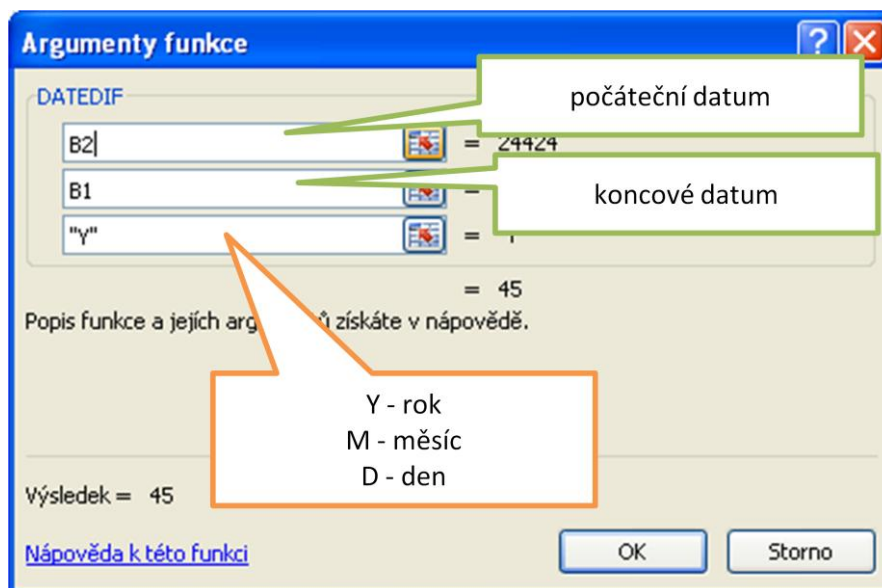 Argumenty funkce
DATEDIF
počáteční datum
B2
= 24424
B1
=
koncové datum
"Y"
=
= 45
Popis funkce a jejích arg ů získáte v nápovědě.
Y - rok
M - měsíc
D - den
Výsledek = 45
Nápověda k této funkci
OK
Storno